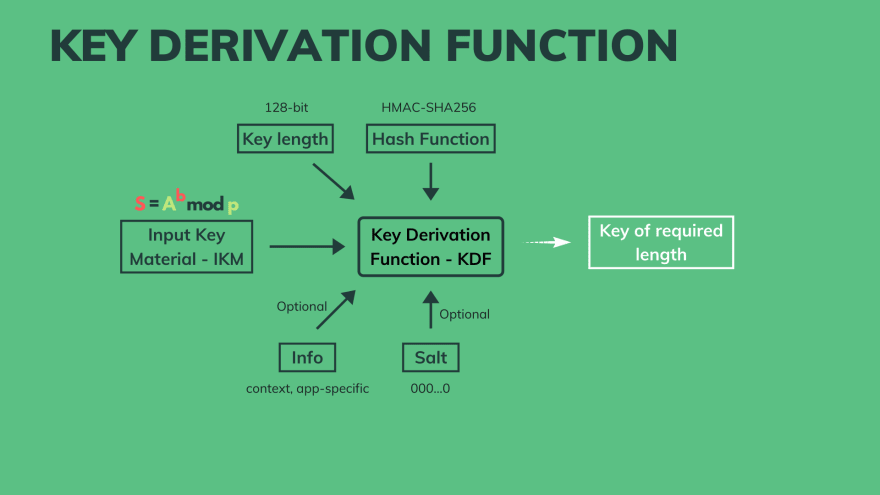 KEY DERIVATION FUNCTION
128-bit
Key length
HMAC-SHA256
Hash Function
S = A^b mod p
Input Key
Material - IKM
Key Derivation
Function - KDF
Key of required
length
Optional
Info
context, app-specific
Optional
Salt
000...0